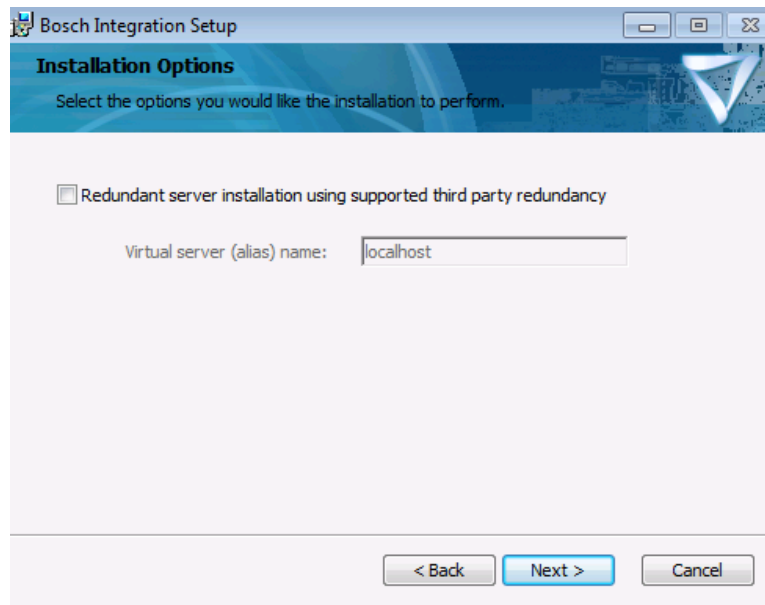 Bosch Integration Setup
Installation Options
Select the options you would like the installation to perform.
Redundant server installation using supported third party redundancy
Virtual server (alias) name: localhost
< Back Next > Cancel